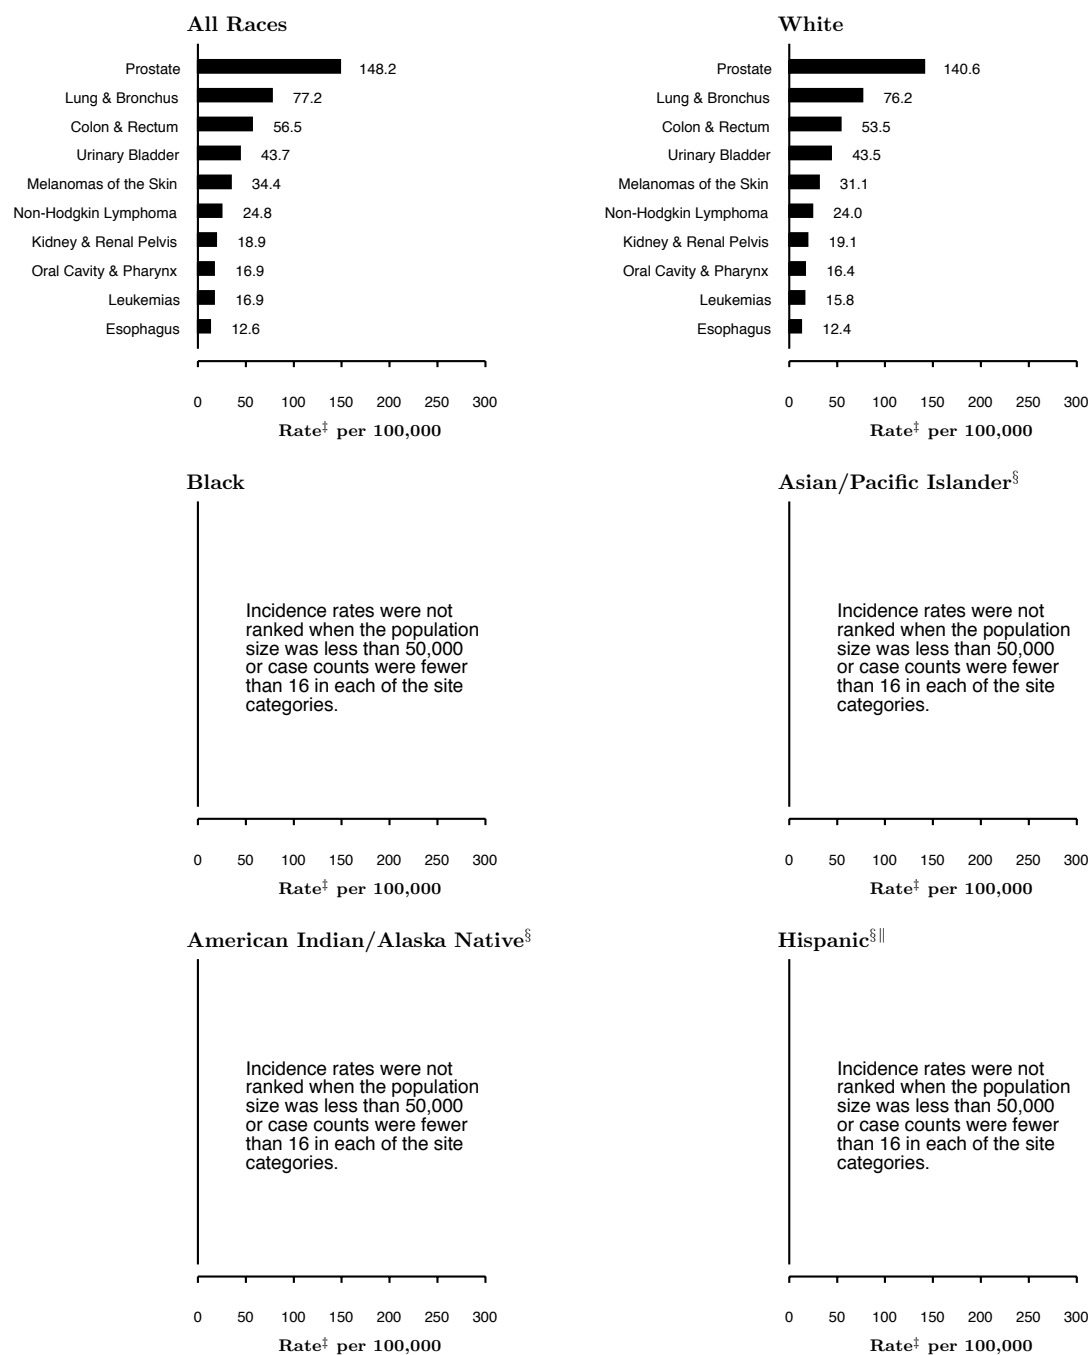 All Races
Prostate 148.2
Lung & Bronchus 77.2
Colon & Rectum 56.5
Urinary Bladder 43.7
Melanomas of the Skin 34.4
Non-Hodgkin Lymphoma 24.8
Kidney & Renal Pelvis 18.9
Oral Cavity & Pharynx 16.9
Leukemias 16.9
Esophagus 12.6
0 50 100 150 200 250 300
Rate‡ per 100,000
White
Prostate 140.6
Lung & Bronchus 76.2
Colon & Rectum 53.5
Urinary Bladder 43.5
Melanomas of the Skin 31.1
Non-Hodgkin Lymphoma 24.0
Kidney & Renal Pelvis 19.1
Oral Cavity & Pharynx 16.4
Leukemias 15.8
Esophagus 12.4
0 50 100 150 200 250 300
Rate‡ per 100,000
Black
Incidence rates were not
ranked when the population
size was less than 50,000
or case counts were fewer
than 16 in each of the site
categories.
0 50 100 150 200 250 300
Rate‡ per 100,000
Asian/Pacific Islander§
Incidence rates were not
ranked when the population
size was less than 50,000
or case counts were fewer
than 16 in each of the site
categories.
0 50 100 150 200 250 300
Rate‡ per 100,000
American Indian/Alaska Native§
Incidence rates were not
ranked when the population
size was less than 50,000
or case counts were fewer
than 16 in each of the site
categories.
0 50 100 150 200 250 300
Rate‡ per 100,000
Hispanic§‖
Incidence rates were not
ranked when the population
size was less than 50,000
or case counts were fewer
than 16 in each of the site
categories.
0 50 100 150 200 250 300
Rate‡ per 100,000